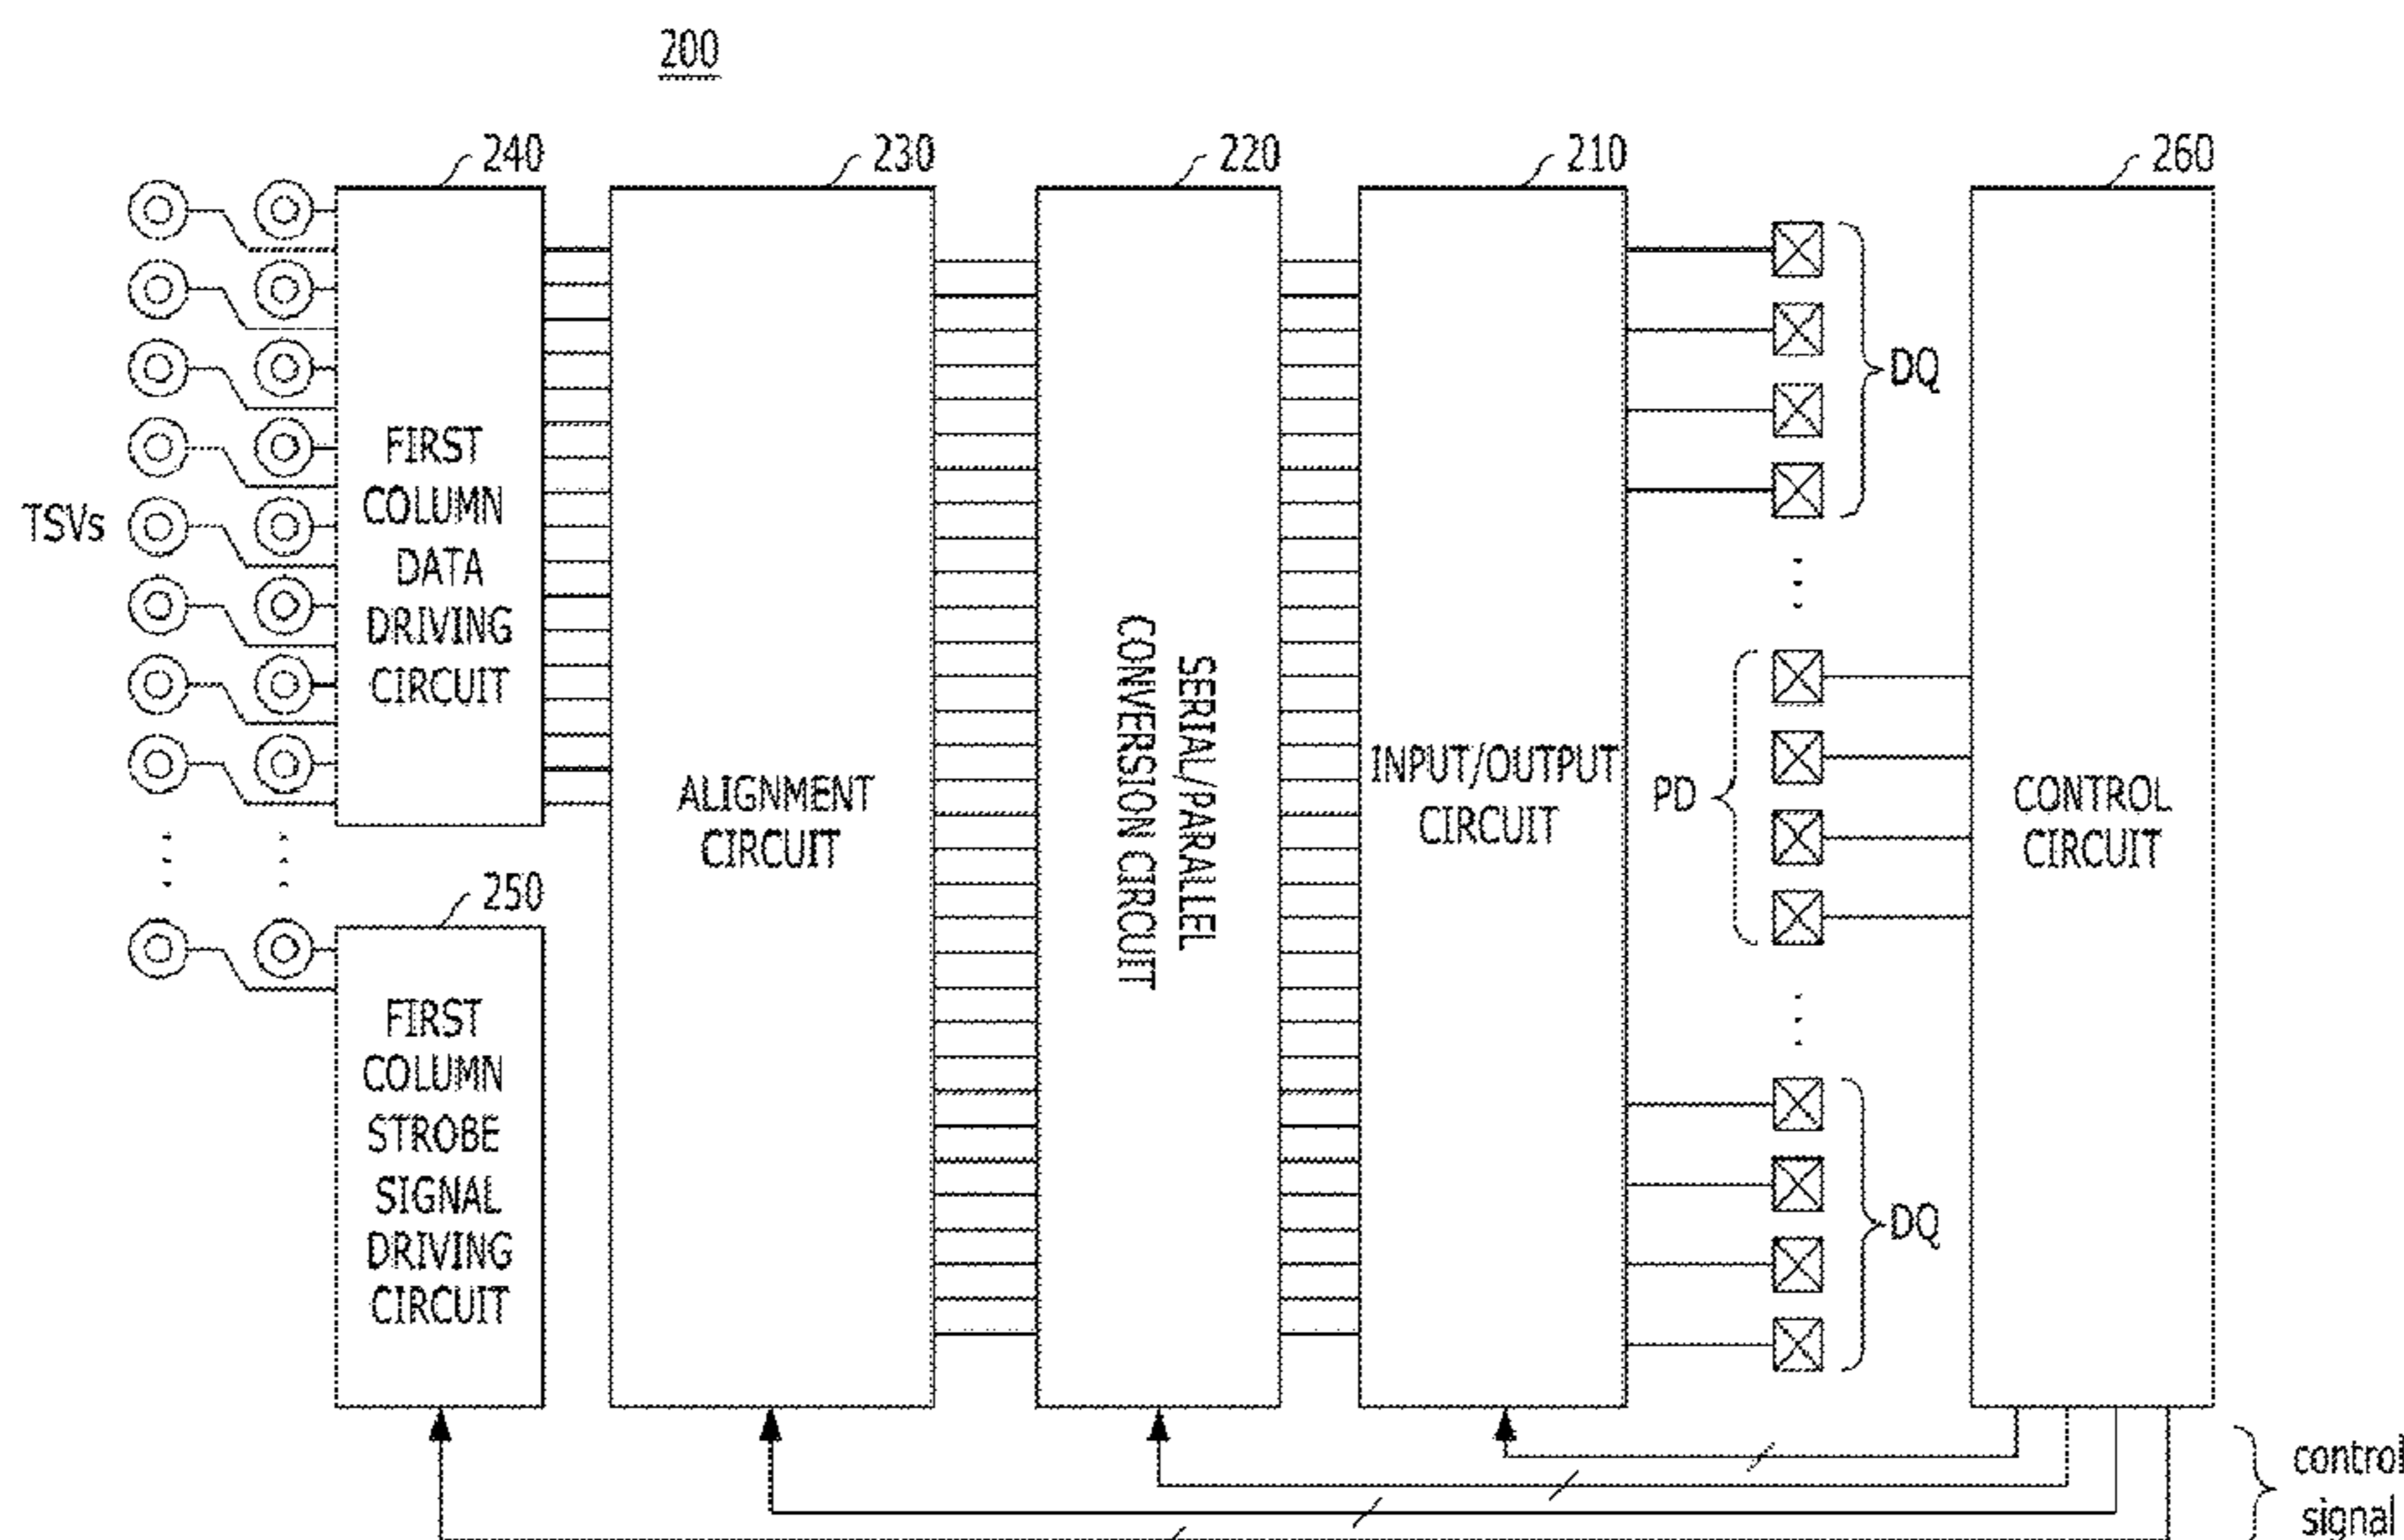 200
240
230
220
210
260
TSVs
FIRST
COLUMN
DATA
DRIVING
CIRCUIT
250
FIRST
COLUMN
STROBE
SIGNAL
DRIVING
CIRCUIT
ALIGNMENT
CIRCUIT
SERIAL/PARALLEL
CONVERSION CIRCUIT
INPUT/OUTPUT
CIRCUIT
DQ
PD
DQ
CONTROL
CIRCUIT
control
signal